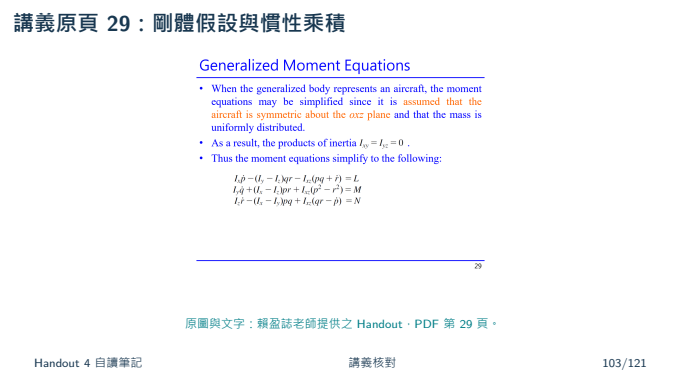 講義原頁 29：剛體假設與慣性乘積
Generalized Moment Equations
• When the generalized body represents an aircraft, the moment
equations may be simplified since it is assumed that the
aircraft is symmetric about the oxz plane and that the mass is
uniformly distributed.
• As a result, the products of inertia Ixy = Iyz = 0 .
• Thus the moment equations simplify to the following:
Ixṗ − (Iy − Iz)qr − Ixz(pq + ṙ) = L
Iyq̇ + (Ix − Iz)pr + Ixz(p² − r²) = M
Izṙ − (Ix − Iy)pq + Ixz(qr − ṗ) = N
29
原圖與文字：賴盈誌老師提供之 Handout，PDF 第 29 頁。
Handout 4 自讀筆記
講義核對
103/121